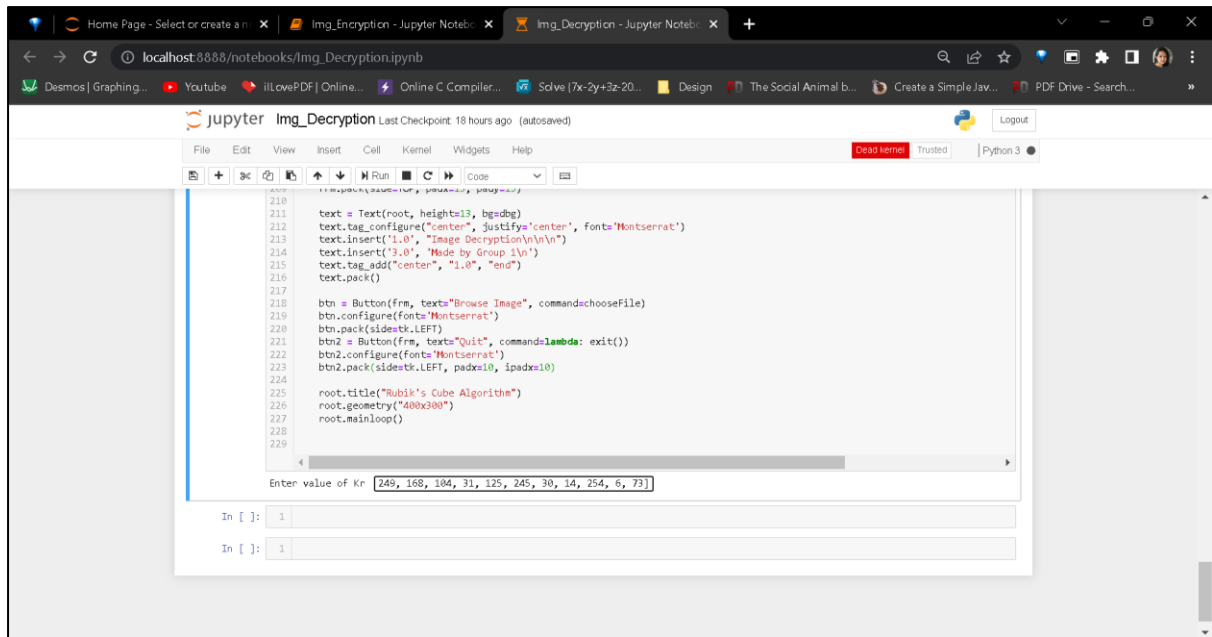 Home Page - Select or create a n
Img_Encryption - Jupyter Notebo
Img_Decryption - Jupyter Notebo
localhost:8888/notebooks/Img_Decryption.ipynb
Desmos | Graphing... Youtube iLovePDF | Online... Online C Compiler... Solve {7x-2y+3z-20... Design The Social Animal b... Create a Simple Jav... PDF Drive - Search... »
jupyter Img_Decryption Last Checkpoint: 18 hours ago (autosaved) Logout
File Edit View Insert Cell Kernel Widgets Help Dead kernel Trusted Python 3
Run Code
209 frm.pack(side=TOP, padx=15, pady=15)
210
211 text = Text(root, height=13, bg=dbg)
212 text.tag_configure("center", justify='center', font='Montserrat')
213 text.insert('1.0', "Image Decryption\n\n\n")
214 text.insert('3.0', 'Made by Group 1\n')
215 text.tag_add("center", "1.0", "end")
216 text.pack()
217
218 btn = Button(frm, text="Browse Image", command=chooseFile)
219 btn.configure(font='Montserrat')
220 btn.pack(side=tk.LEFT)
221 btn2 = Button(frm, text="Quit", command=lambda: exit())
222 btn2.configure(font='Montserrat')
223 btn2.pack(side=tk.LEFT, padx=10, ipadx=10)
224
225 root.title("Rubik's Cube Algorithm")
226 root.geometry("400x300")
227 root.mainloop()
228
229
Enter value of Kr 249, 168, 104, 31, 125, 245, 30, 14, 254, 6, 73]
In [ ]: 1
In [ ]: 1